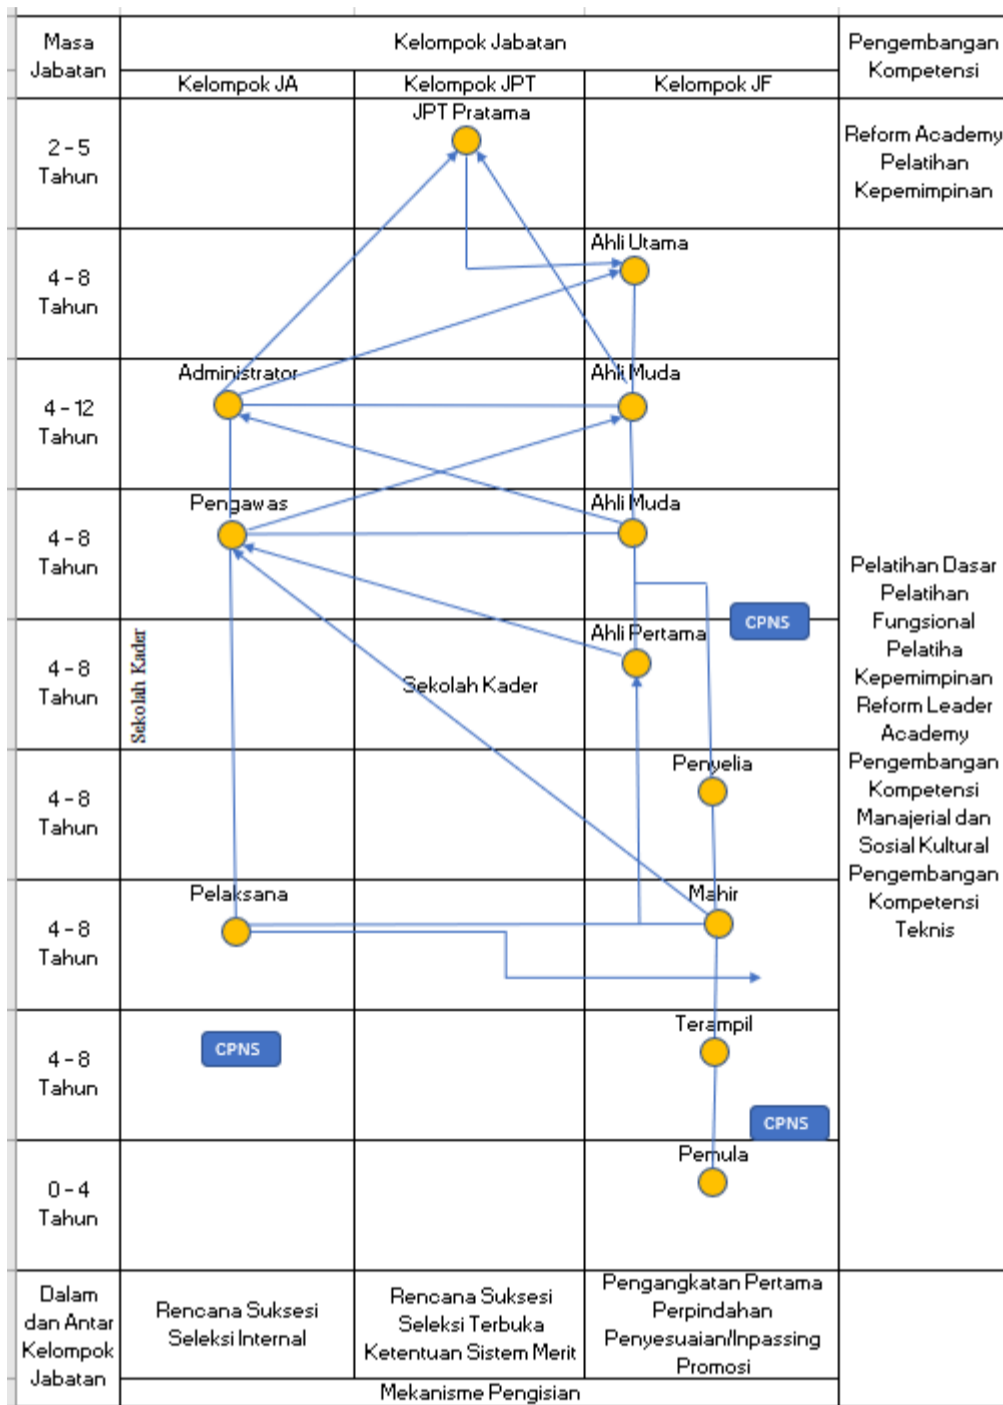 Masa
Jabatan
Kelompok Jabatan
Pengembangan
Kompetensi
Kelompok JA
Kelompok JPT
Kelompok JF
2 - 5
Tahun
JPT Pratama
Reform Academy
Pelatihan
Kepemimpinan
4 - 8
Tahun
Ahli Utama
4 - 12
Tahun
Administrator
Ahli Muda
4 - 8
Tahun
Pengawas
Ahli Muda
CPNS
4 - 8
Tahun
Sekolah Kader
Sekolah Kader
Ahli Pertama
4 - 8
Tahun
Penyelia
4 - 8
Tahun
Pelaksana
Mahir
4 - 8
Tahun
CPNS
Terampil
CPNS
0 - 4
Tahun
Pemula
Pelatihan Dasar
Pelatihan
Fungsional
Pelatiha
Kepemimpinan
Reform Leader
Academy
Pengembangan
Kompetensi
Manajerial dan
Sosial Kultural
Pengembangan
Kompetensi
Teknis
Dalam
dan Antar
Kelompok
Jabatan
Rencana Suksesi
Seleksi Internal
Rencana Suksesi
Seleksi Terbuka
Ketentuan Sistem Merit
Pengangkatan Pertama
Perpindahan
Penyesuaian/Inpassing
Promosi
Mekanisme Pengisian